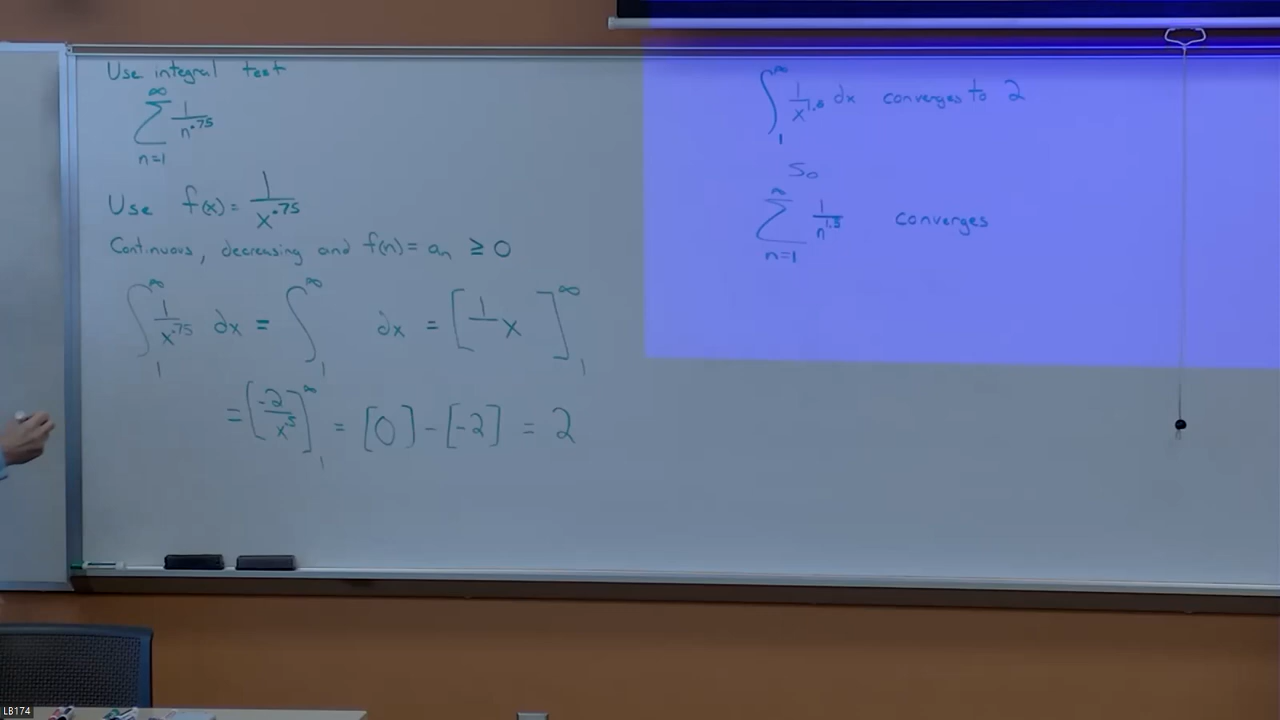 Use integral test
∞
∑ 1/n^.75
n=1
Use f(x) = 1/x^.75
Continuous, decreasing and f(n) = aₙ ≥ 0
∫₁^∞ 1/x^.75 dx = ∫₁^∞ dx = [1/ x]₁^∞
= [-2/x^.5]₁^∞ = [0] - [-2] = 2
∫₁^∞ 1/x^1.5 dx converges to 2
So
∞
∑ 1/n^1.5 converges
n=1
LB174